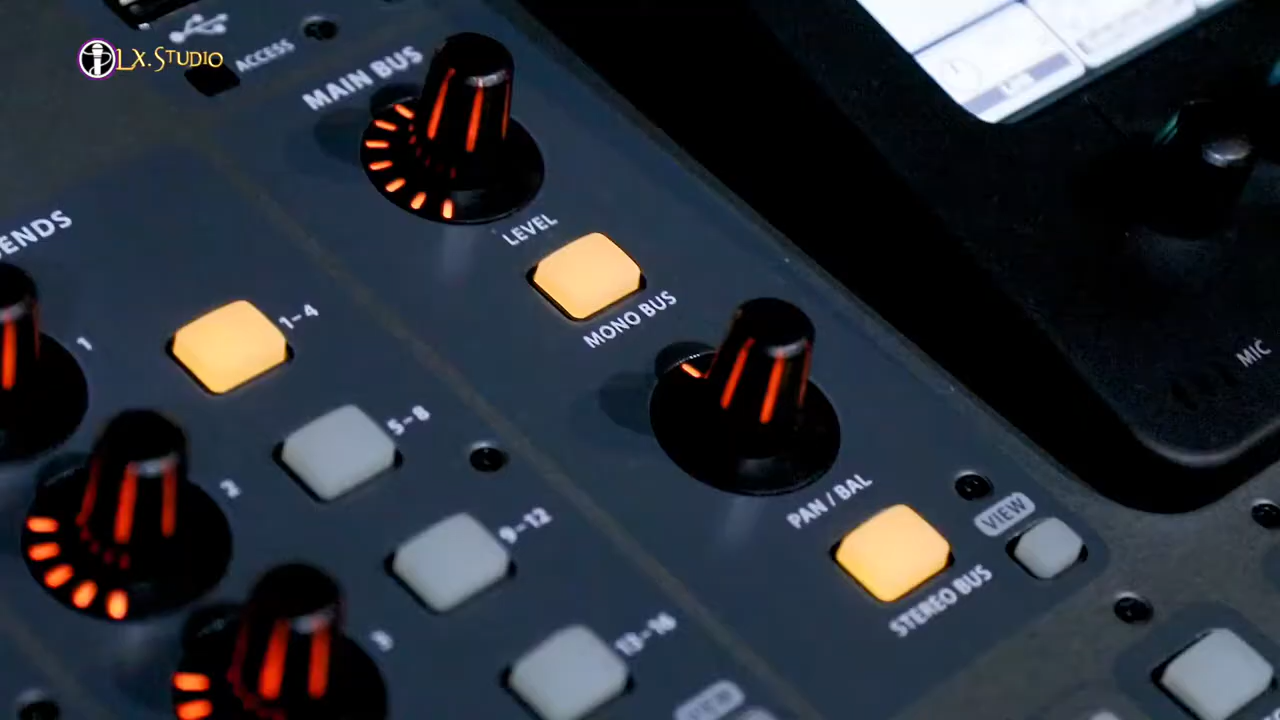 LX.STUDIO
ACCESS
MAIN BUS
LEVEL
MONO BUS
PAN / BAL
STEREO BUS
VIEW
ENDS
1
1-4
5-8
2
9-12
3
13-16
VIEW
MIC